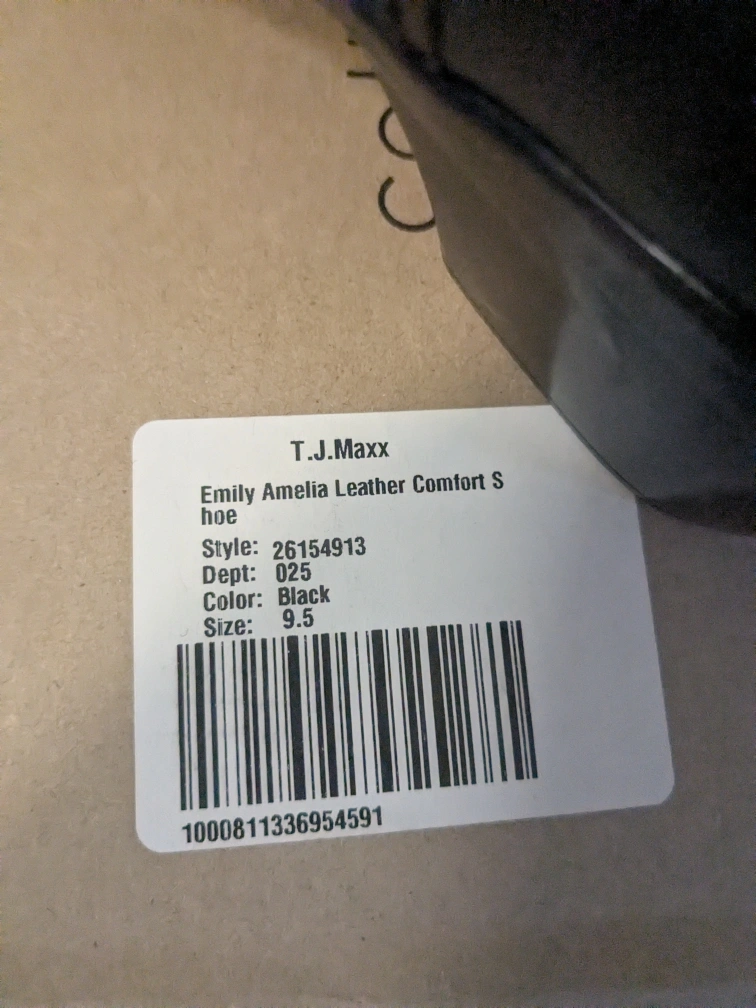 T.J.Maxx
Emily Amelia Leather Comfort S
hoe
Style: 26154913
Dept: 025
Color: Black
Size: 9.5
1000811336954591